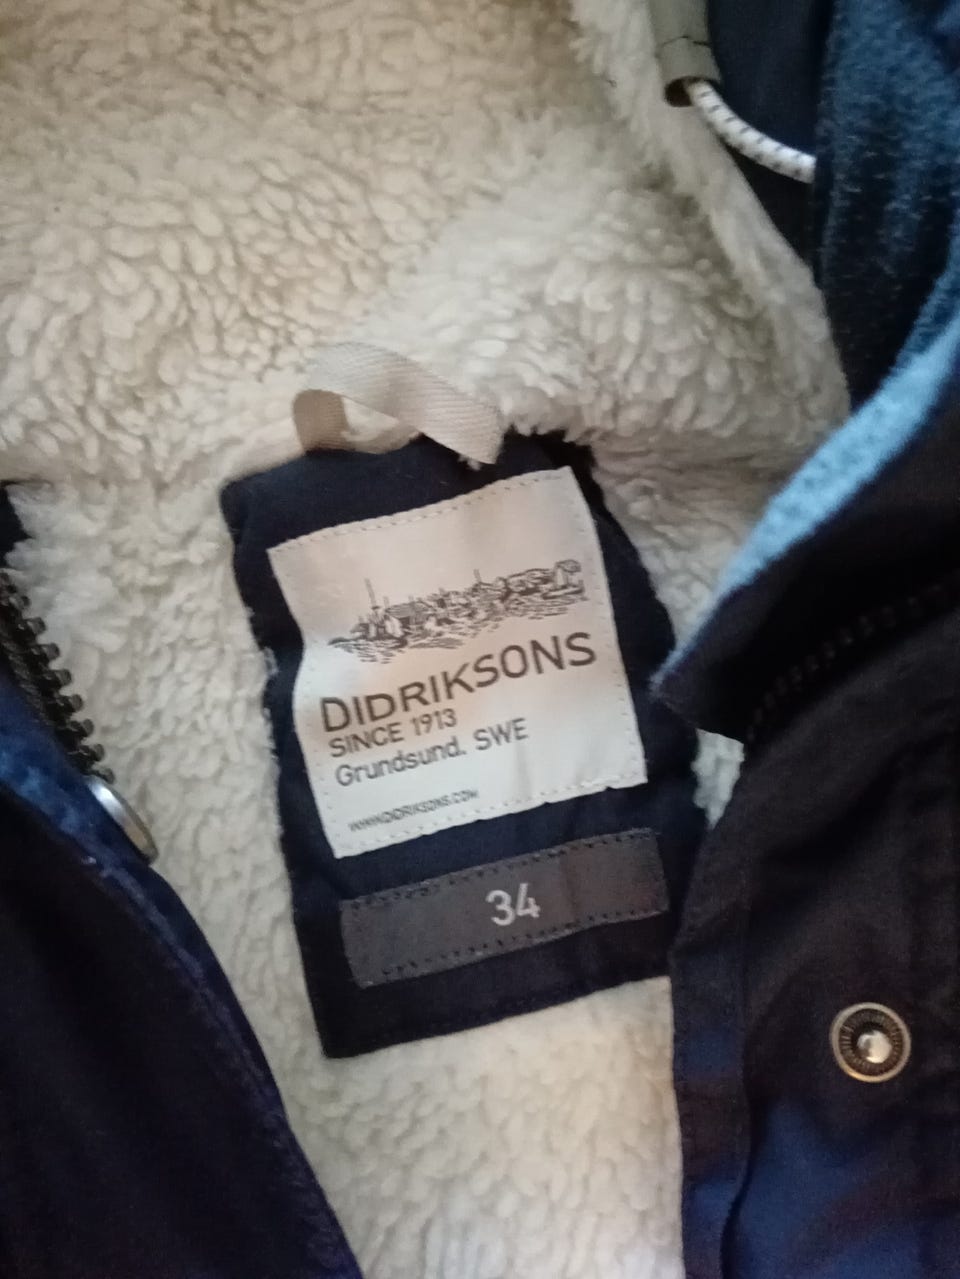 DIDRIKSONS
SINCE 1913
Grundsund. SWE
WWW.DIDRIKSONS.COM
34